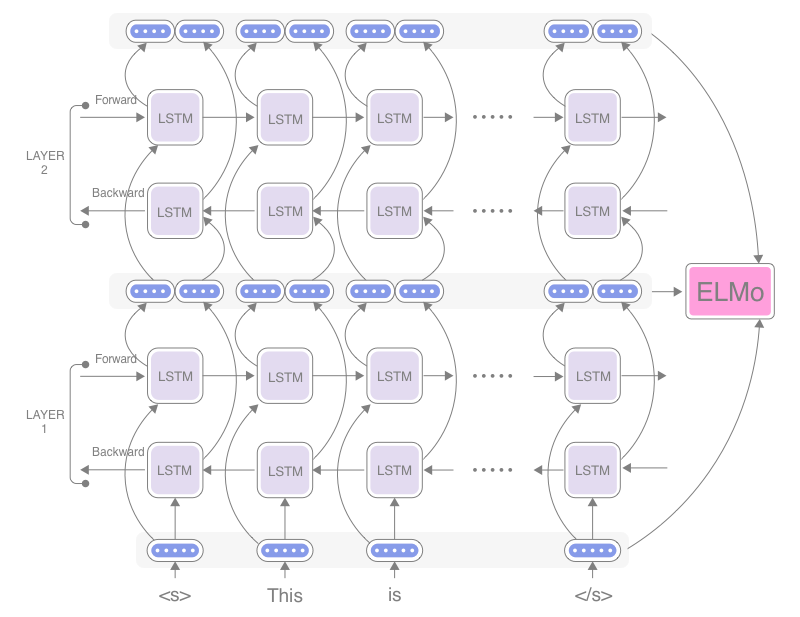 Forward
LSTM LSTM LSTM LSTM
LAYER
2
Backward
LSTM LSTM LSTM LSTM
ELMo
Forward
LSTM LSTM LSTM LSTM
LAYER
1
Backward
LSTM LSTM LSTM LSTM
<s> This is </s>